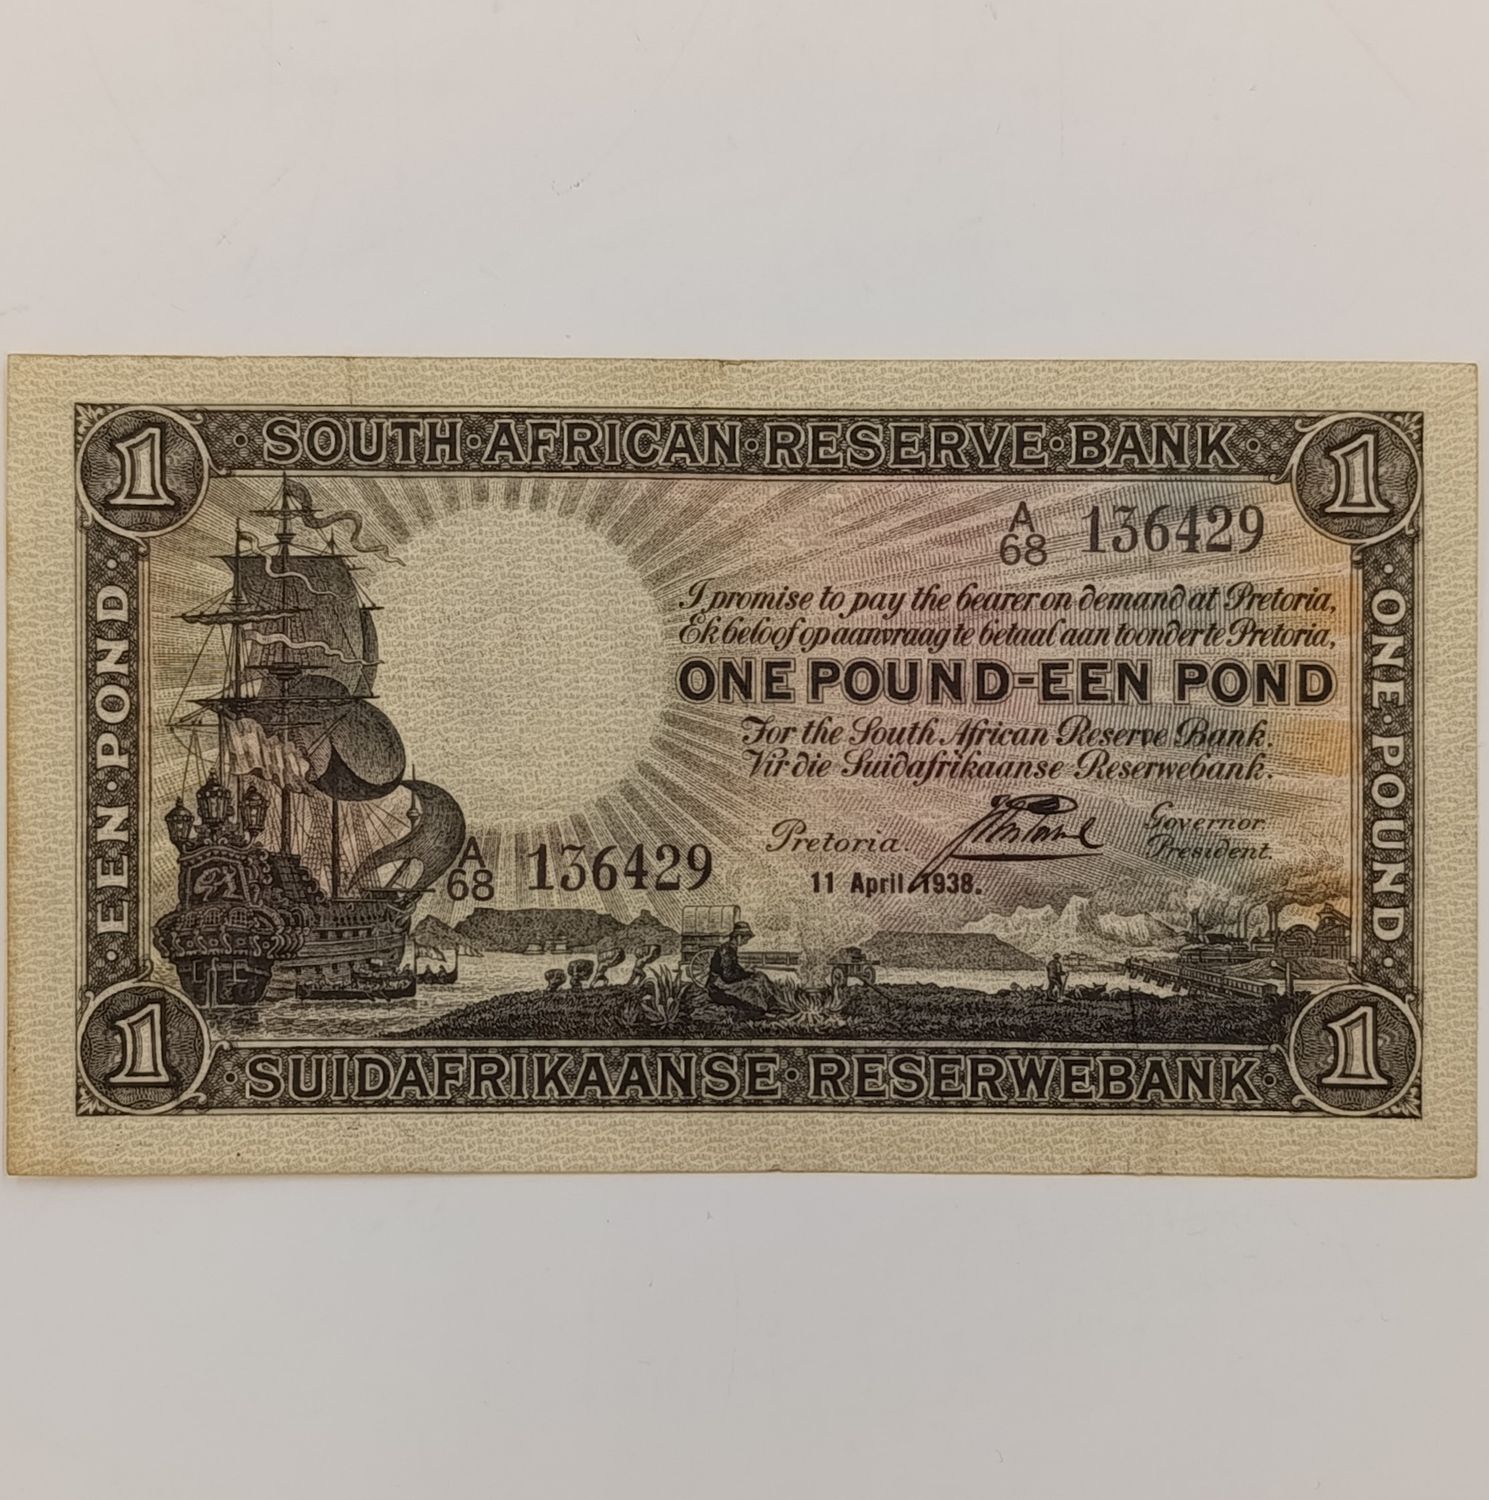 1 · SOUTH · AFRICAN · RESERVE · BANK · 1
A
68 136429
I promise to pay the bearer on demand at Pretoria,
Ek beloof op aanvraag te betaal aan toonder te Pretoria,
ONE POUND=EEN POND
For the South African Reserve Bank.
Vir die Suidafrikaanse Reserwebank.
Pretoria.
11 April 1938.
Governor.
President.
A
68 136429
· EEN · POND ·
· ONE · POUND ·
1 · SUIDAFRIKAANSE · RESERWEBANK · 1